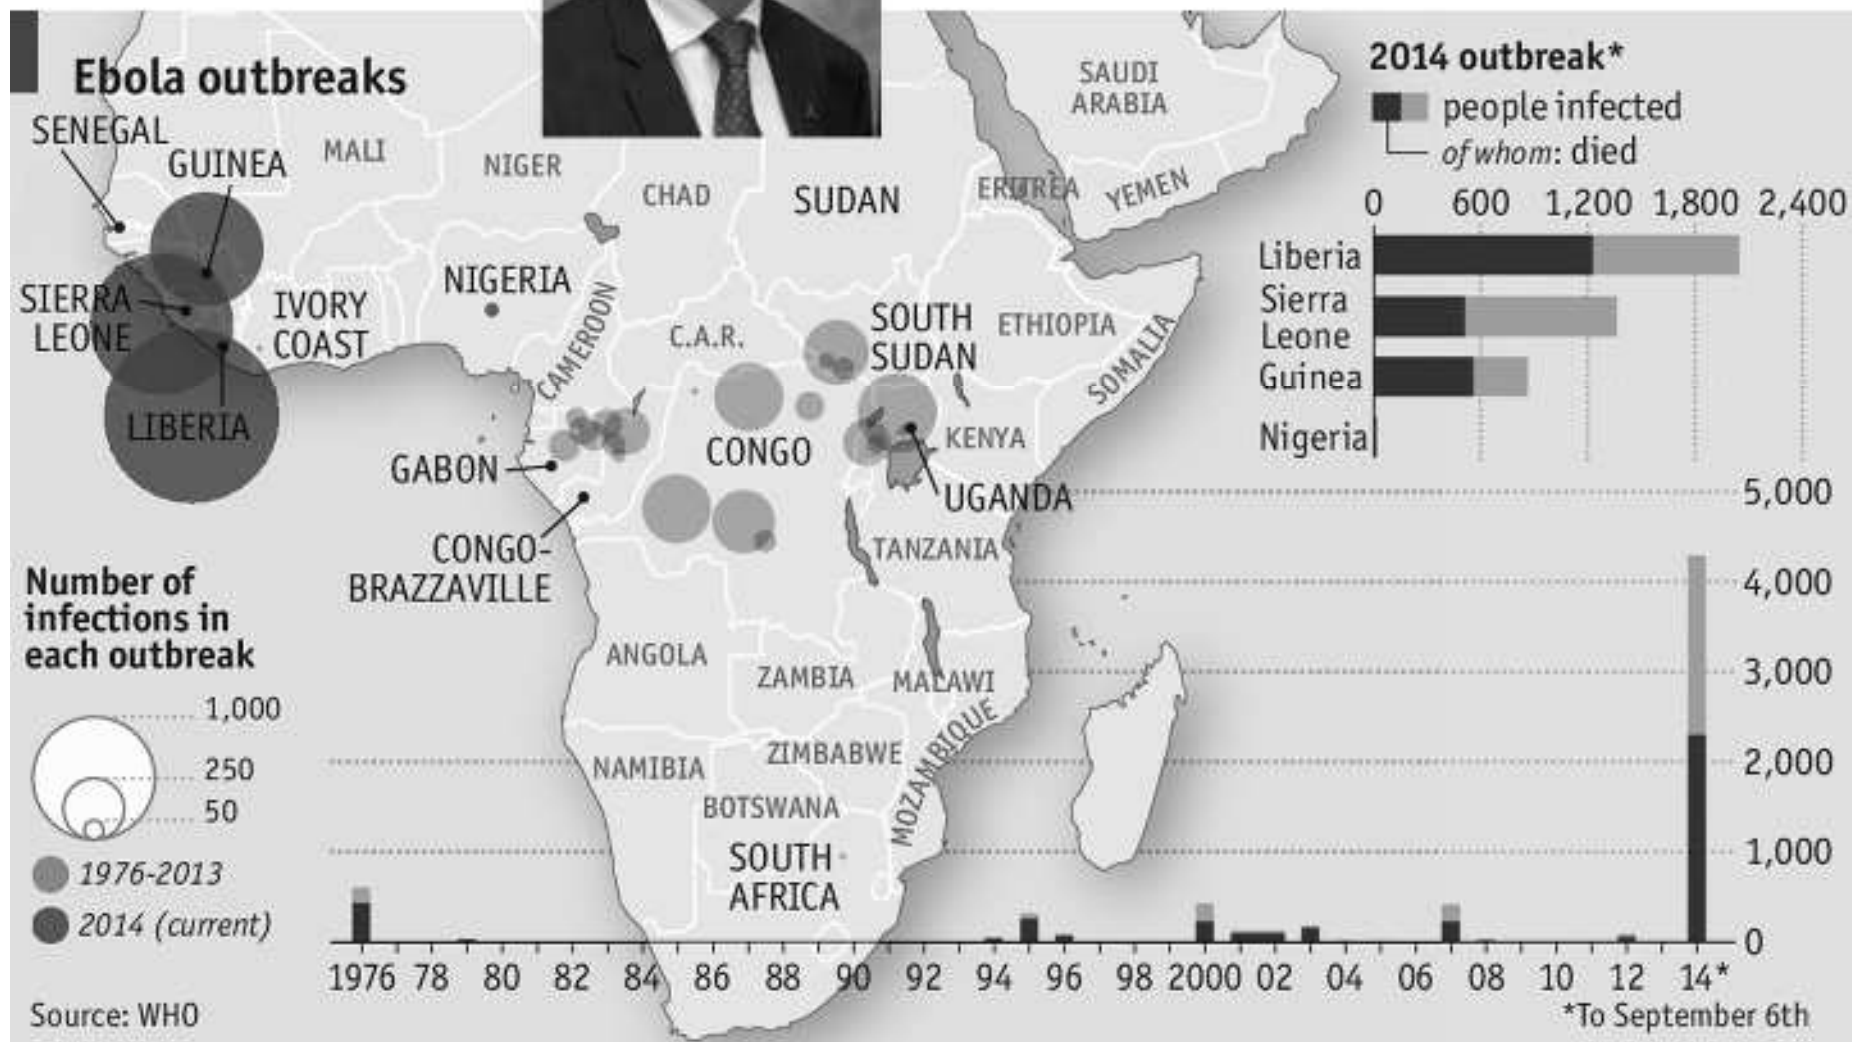 Ebola outbreaks
SENEGAL
GUINEA
MALI
NIGER
CHAD
SUDAN
ERITREA
YEMEN
SAUDI
ARABIA
SIERRA
LEONE
IVORY
COAST
NIGERIA
CAMEROON
C.A.R.
SOUTH
SUDAN
ETHIOPIA
SOMALIA
LIBERIA
GABON
CONGO
KENYA
UGANDA
CONGO-
BRAZZAVILLE
TANZANIA
ANGOLA
ZAMBIA
MALAWI
MOZAMBIQUE
NAMIBIA
ZIMBABWE
BOTSWANA
SOUTH
AFRICA
2014 outbreak*
people infected
of whom: died
0 600 1,200 1,800 2,400
Liberia
Sierra
Leone
Guinea
Nigeria
Number of
infections in
each outbreak
1,000
250
50
1976-2013
2014 (current)
5,000
4,000
3,000
2,000
1,000
0
1976 78 80 82 84 86 88 90 92 94 96 98 2000 02 04 06 08 10 12 14*
Source: WHO
*To September 6th